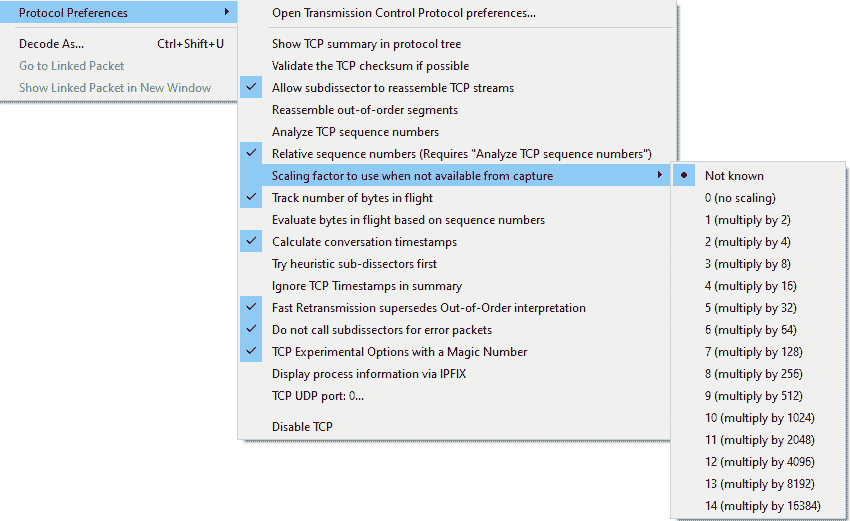 Protocol Preferences
Decode As... Ctrl+Shift+U
Go to Linked Packet
Show Linked Packet in New Window
Open Transmission Control Protocol preferences...
Show TCP summary in protocol tree
Validate the TCP checksum if possible
Allow subdissector to reassemble TCP streams
Reassemble out-of-order segments
Analyze TCP sequence numbers
Relative sequence numbers (Requires "Analyze TCP sequence numbers")
Scaling factor to use when not available from capture
Track number of bytes in flight
Evaluate bytes in flight based on sequence numbers
Calculate conversation timestamps
Try heuristic sub-dissectors first
Ignore TCP Timestamps in summary
Fast Retransmission supersedes Out-of-Order interpretation
Do not call subdissectors for error packets
TCP Experimental Options with a Magic Number
Display process information via IPFIX
TCP UDP port: 0...
Disable TCP
Not known
0 (no scaling)
1 (multiply by 2)
2 (multiply by 4)
3 (multiply by 8)
4 (multiply by 16)
5 (multiply by 32)
6 (multiply by 64)
7 (multiply by 128)
8 (multiply by 256)
9 (multiply by 512)
10 (multiply by 1024)
11 (multiply by 2048)
12 (multiply by 4096)
13 (multiply by 8192)
14 (multiply by 16384)